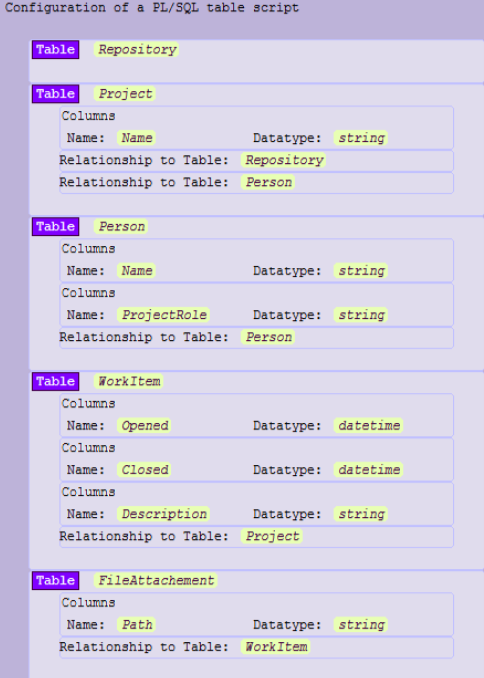 Configuration of a PL/SQL table script
Table Repository
Table Project
Columns
Name: Name Datatype: string
Relationship to Table: Repository
Relationship to Table: Person
Table Person
Columns
Name: Name Datatype: string
Columns
Name: ProjectRole Datatype: string
Relationship to Table: Person
Table WorkItem
Columns
Name: Opened Datatype: datetime
Columns
Name: Closed Datatype: datetime
Columns
Name: Description Datatype: string
Relationship to Table: Project
Table FileAttachement
Columns
Name: Path Datatype: string
Relationship to Table: WorkItem